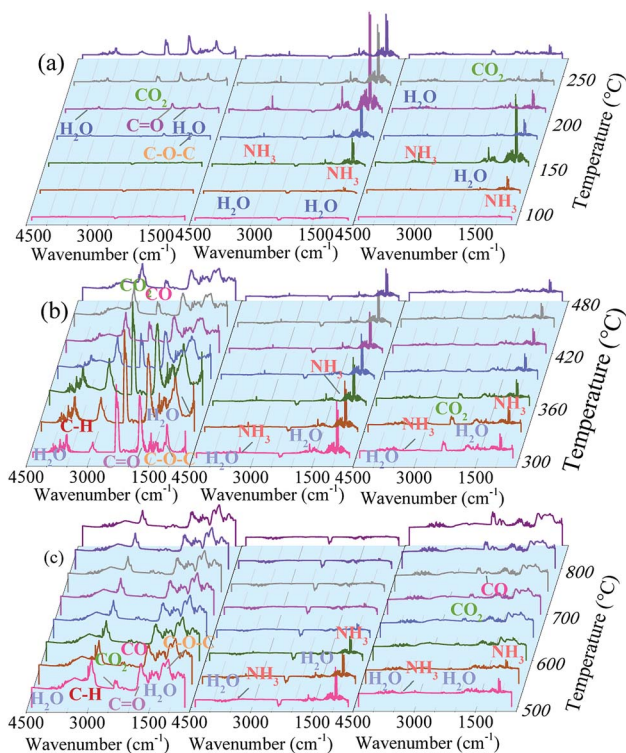 (a)
CO₂
250
CO₂
H₂O
200
H₂O
C=O
H₂O
C-O-C
NH₃
NH₃
150
NH₃
H₂O
H₂O
H₂O
NH₃
100
Temperature (°C)
4500 3000 1500 4500 3000 1500 4500 3000 1500
Wavenumber (cm⁻¹) Wavenumber (cm⁻¹) Wavenumber (cm⁻¹)
(b)
CO₂
CO
480
420
NH₃
360
C-H
H₂O
CO₂
NH₃
H₂O
NH₃
H₂O
NH₃
H₂O
H₂O
C=O
C-O-C
H₂O
H₂O
300
Temperature (°C)
4500 3000 1500 4500 3000 1500 4500 3000 1500
Wavenumber (cm⁻¹) Wavenumber (cm⁻¹) Wavenumber (cm⁻¹)
(c)
800
CO
700
CO₂
C-O-C
NH₃
CO
H₂O
NH₃
600
CO₂
C-H
H₂O
H₂O
NH₃
H₂O
NH₃
H₂O
H₂O
C=O
500
Temperature (°C)
4500 3000 1500 4500 3000 1500 4500 3000 1500
Wavenumber (cm⁻¹) Wavenumber (cm⁻¹) Wavenumber (cm⁻¹)